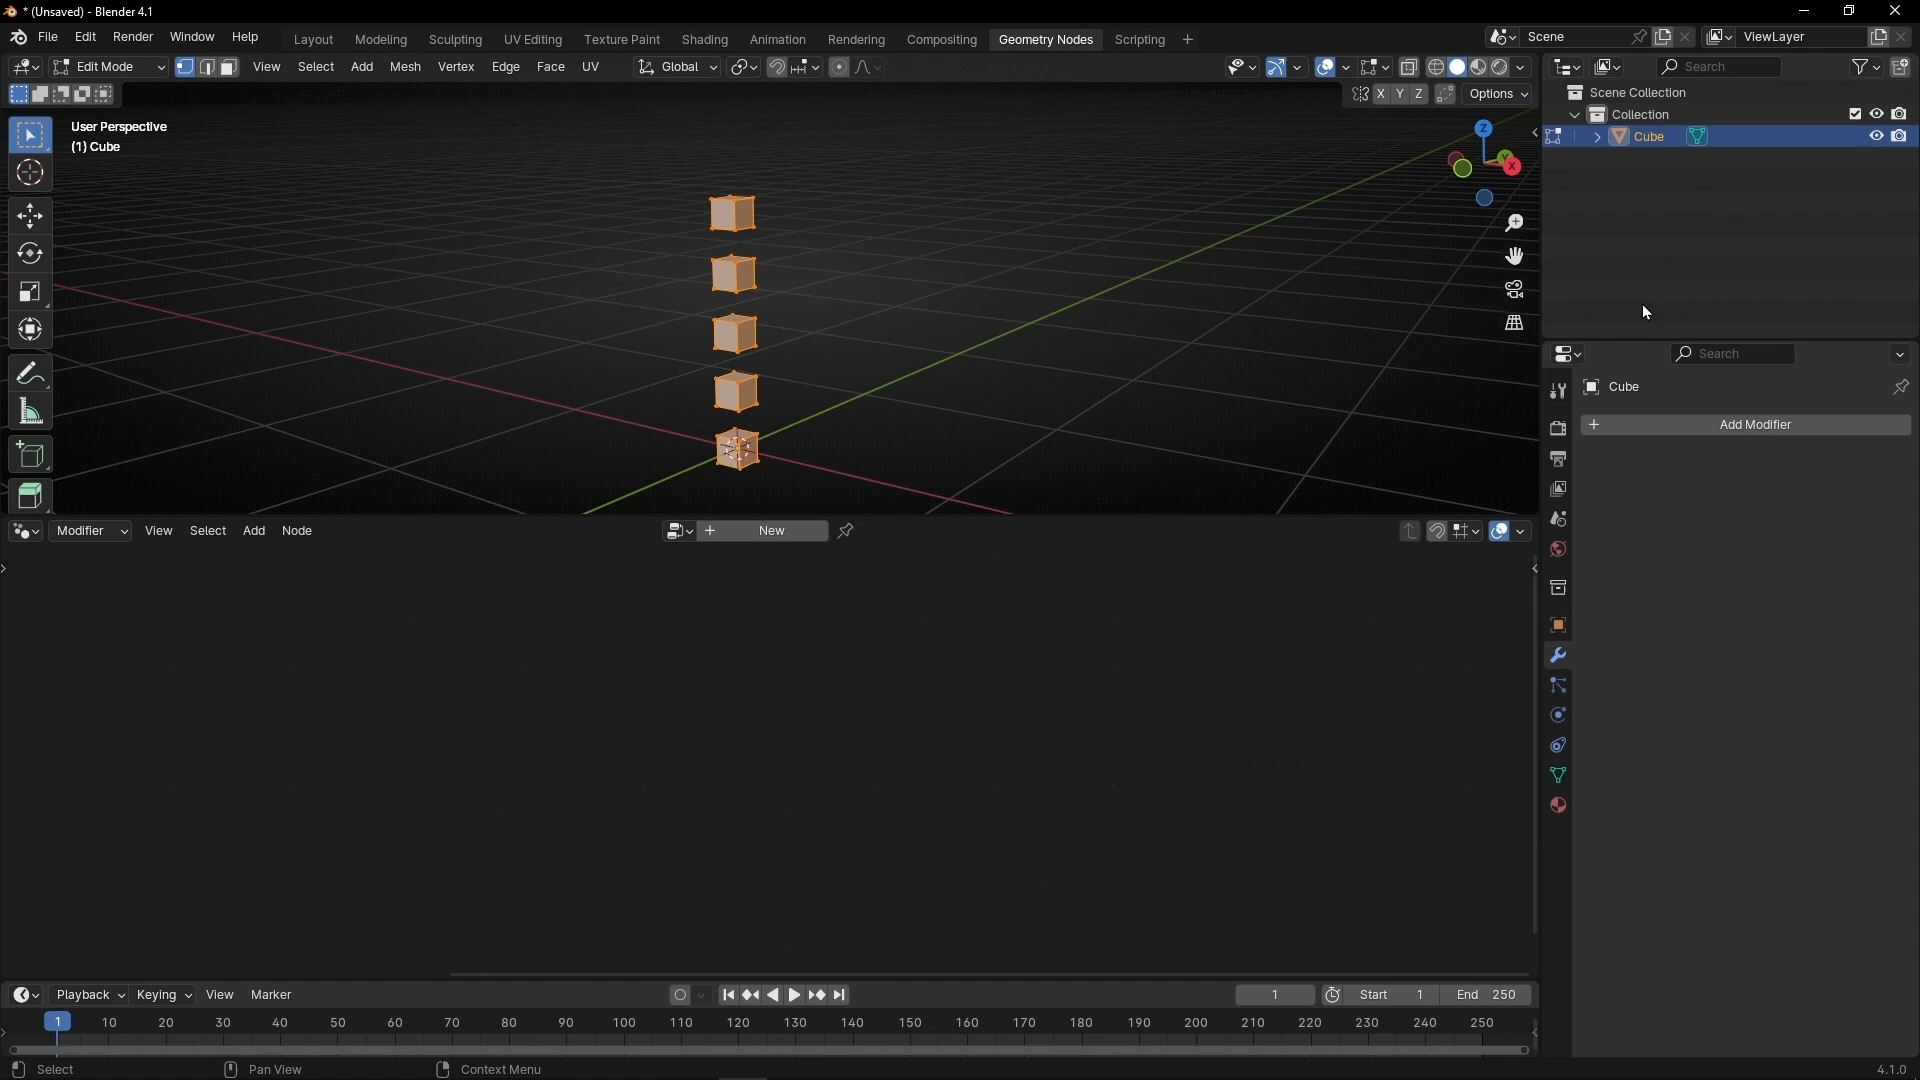 * (Unsaved) - Blender 4.1
File Edit Render Window Help Layout Modeling Sculpting UV Editing Texture Paint Shading Animation Rendering Compositing Geometry Nodes Scripting + Scene ViewLayer
Edit Mode View Select Add Mesh Vertex Edge Face UV Global Search
X Y Z Options
Scene Collection
Collection
Cube
User Perspective
(1) Cube
Z
X
Search
Cube
+ Add Modifier
Modifier View Select Add Node + New
Playback Keying View Marker 1 Start 1 End 250
1 10 20 30 40 50 60 70 80 90 100 110 120 130 140 150 160 170 180 190 200 210 220 230 240 250
Select Pan View Context Menu 4.1.0